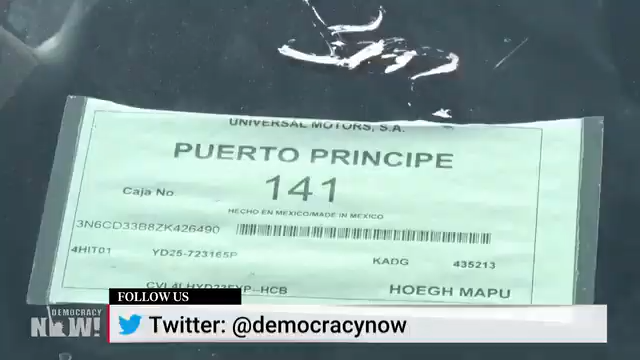 UNIVERSAL MOTORS, S.A.
PUERTO PRINCIPE
Caja No 141
HECHO EN MEXICO/MADE IN MEXICO
3N6CD33B8ZK426490
4HIT01 YD25-723165P KADG 435213
HOEGH MAPU
FOLLOW US
DEMOCRACY NOW!
Twitter: @democracynow